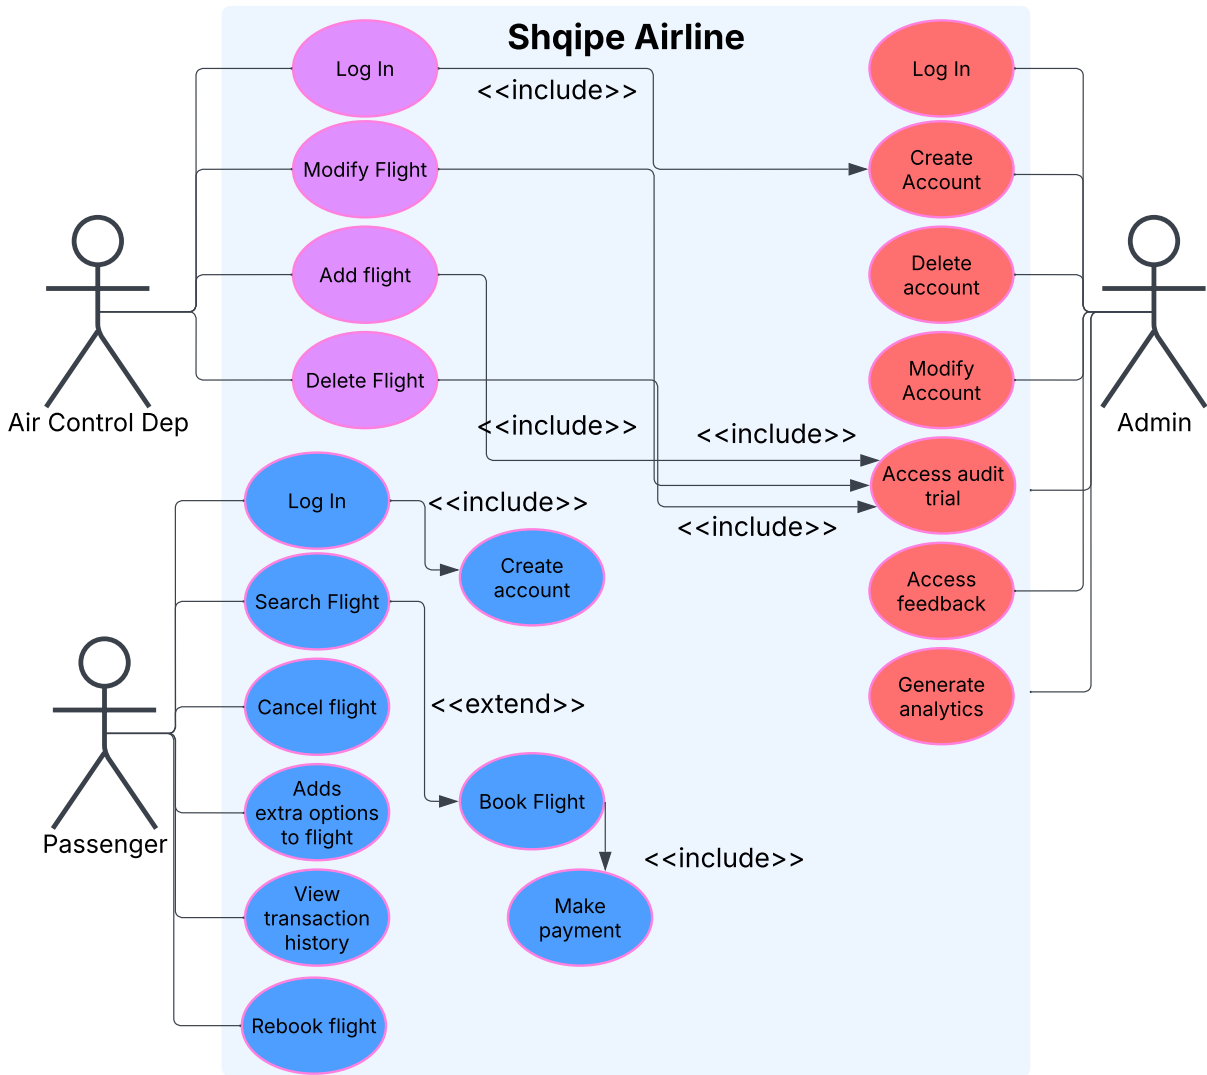 Shqipe Airline
Log In
<<include>>
Log In
Modify Flight
Create
Account
Add flight
Delete
account
Delete Flight
Modify
Account
Air Control Dep
Admin
<<include>>
<<include>>
Access audit
trial
<<include>>
Log In
<<include>>
Create
account
Search Flight
Access
feedback
Cancel flight
<<extend>>
Generate
analytics
Adds
extra options
to flight
Book Flight
Passenger
<<include>>
View
transaction
history
Make
payment
Rebook flight